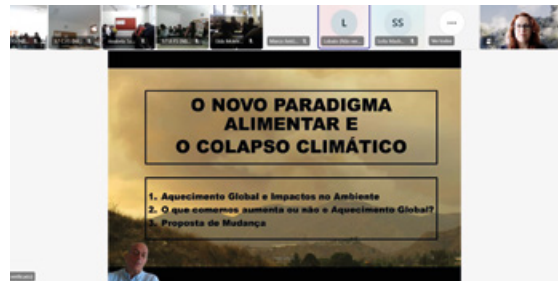 L
SS
O NOVO PARADIGMA
ALIMENTAR E
O COLAPSO CLIMÁTICO
1. Aquecimento Global e Impactos no Ambiente
2. O que comemos aumenta ou não e Aquecimento Global?
3. Proposta de Mudança